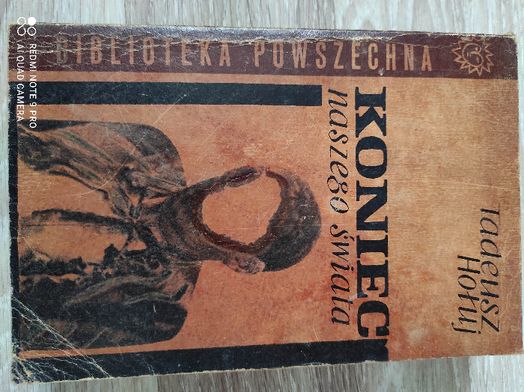 BIBLIOTEKA POWSZECHNA
Tadeusz
Hołuj
KONIEC
naszego świata
REDMI NOTE 9 PRO
AI QUAD CAMERA